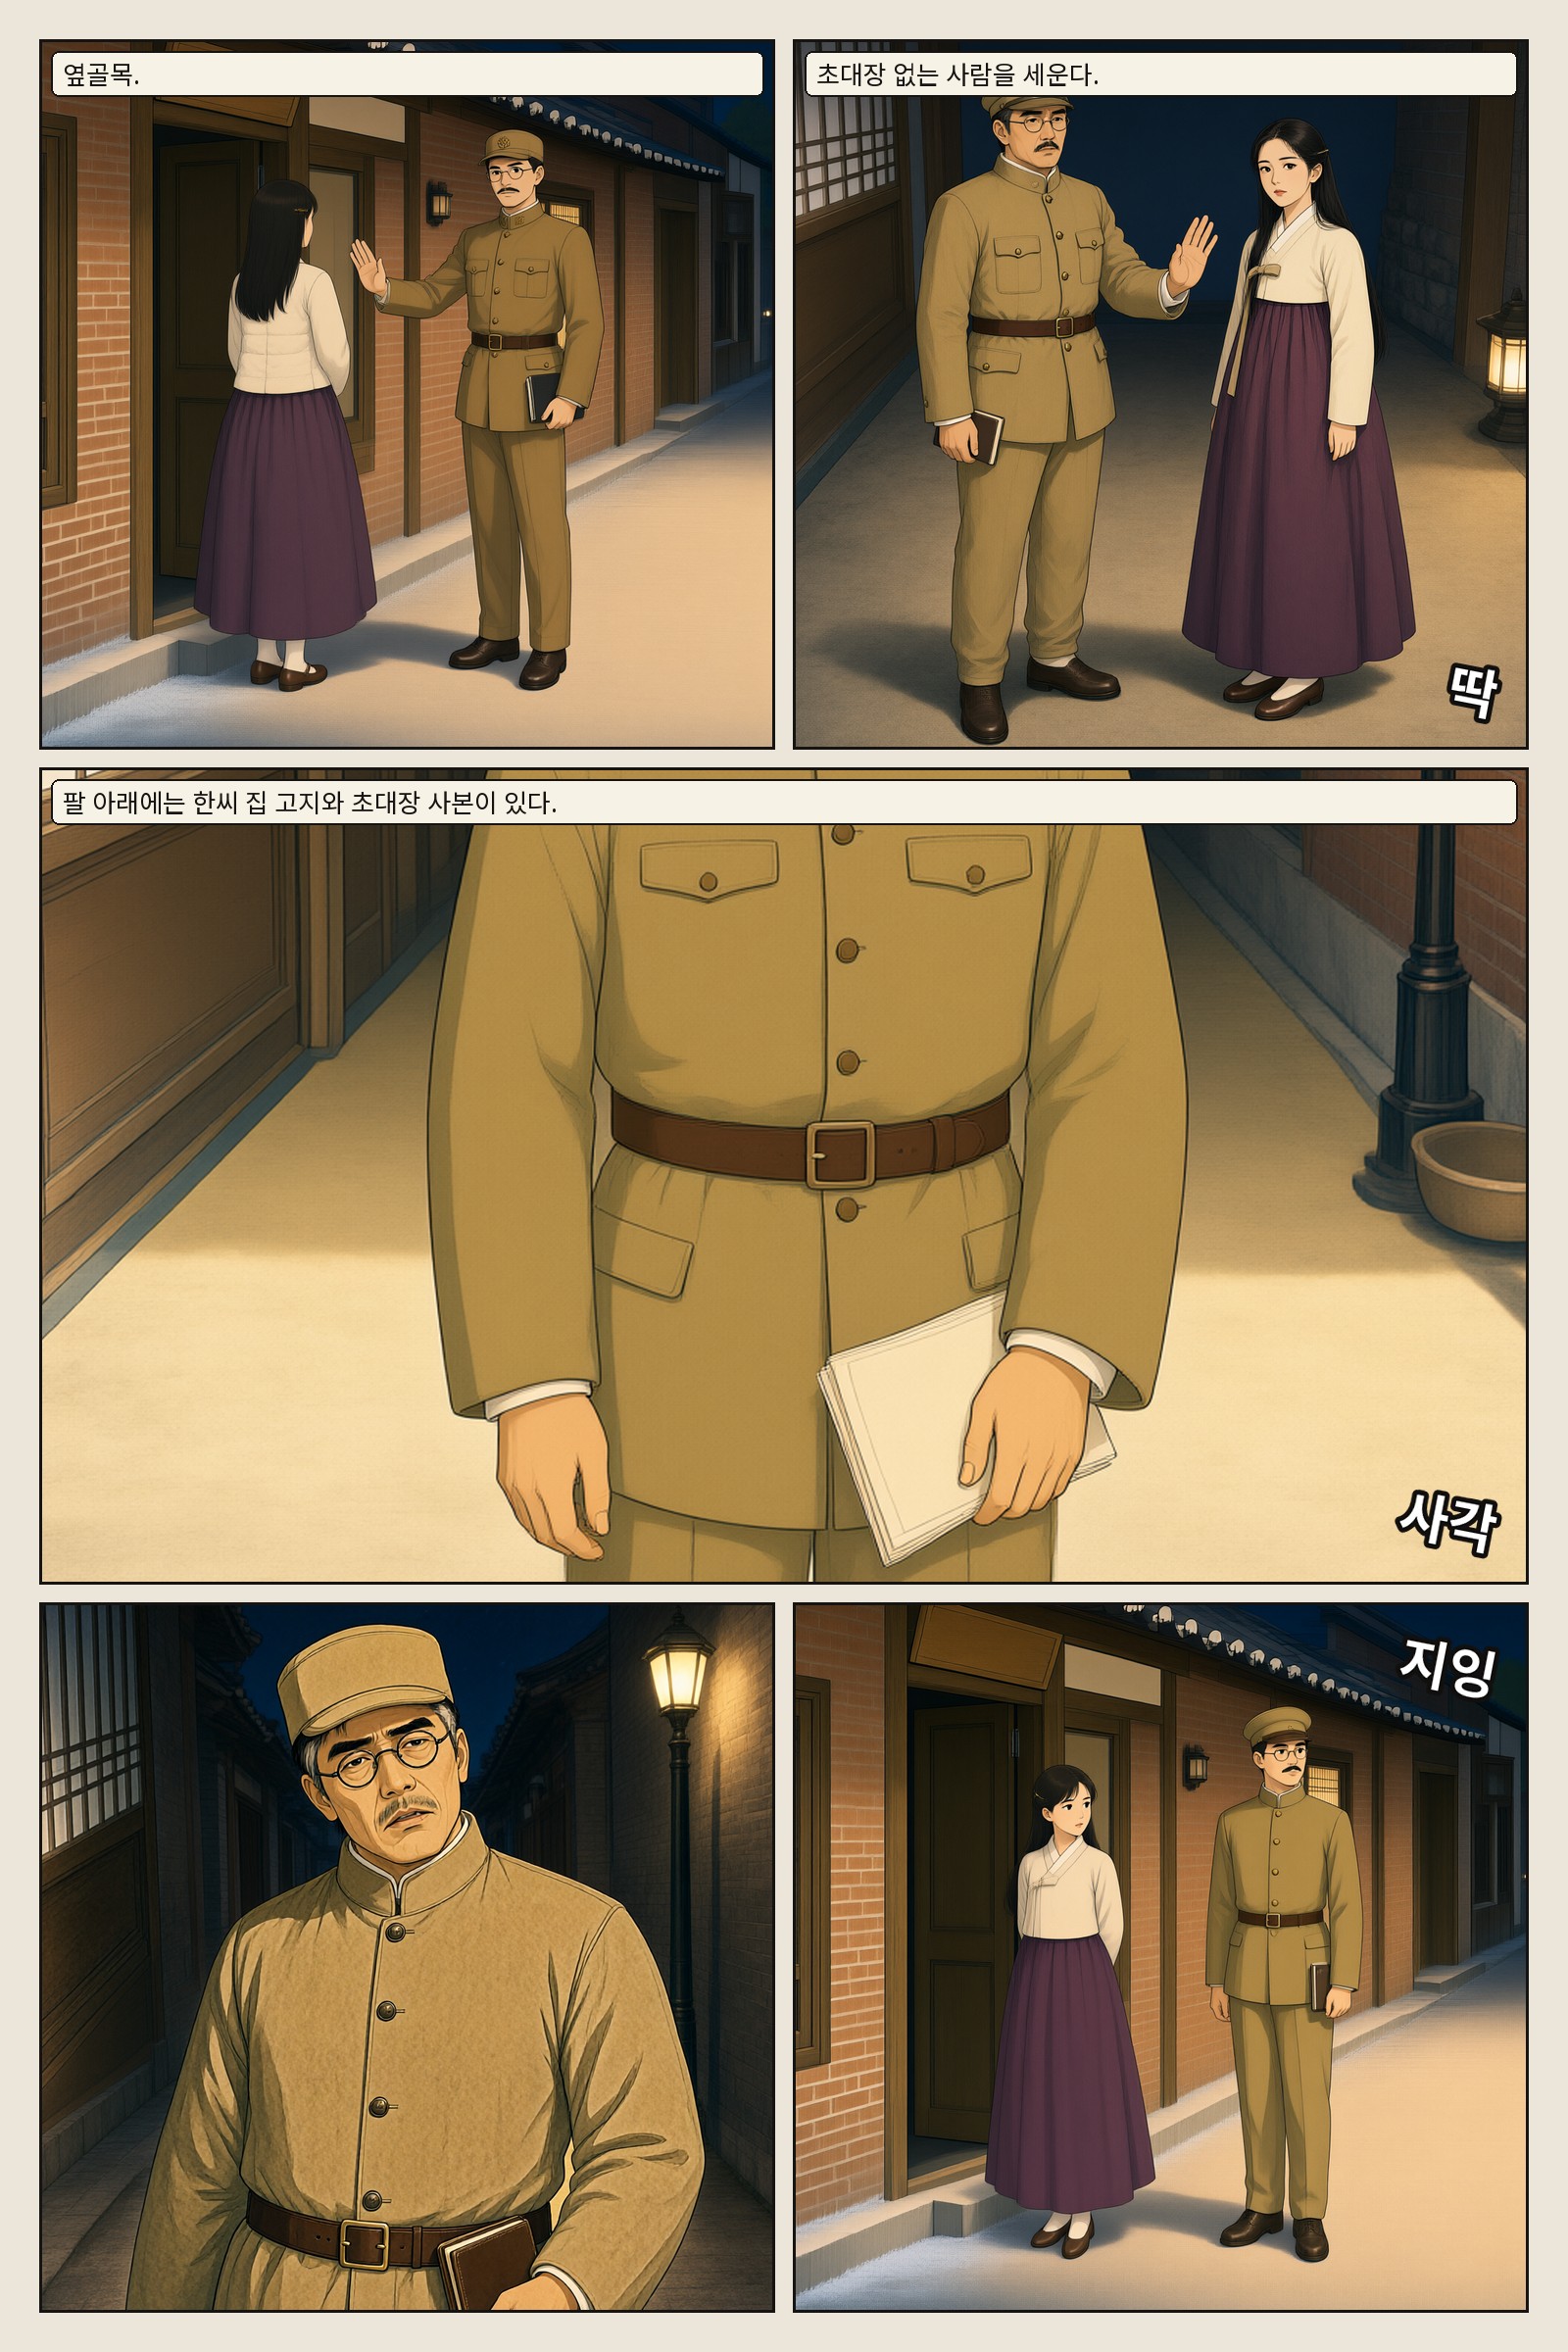 옆골목.
초대장 없는 사람을 세운다.
딱
팔 아래에는 한씨 집 고지와 초대장 사본이 있다.
사각
지잉